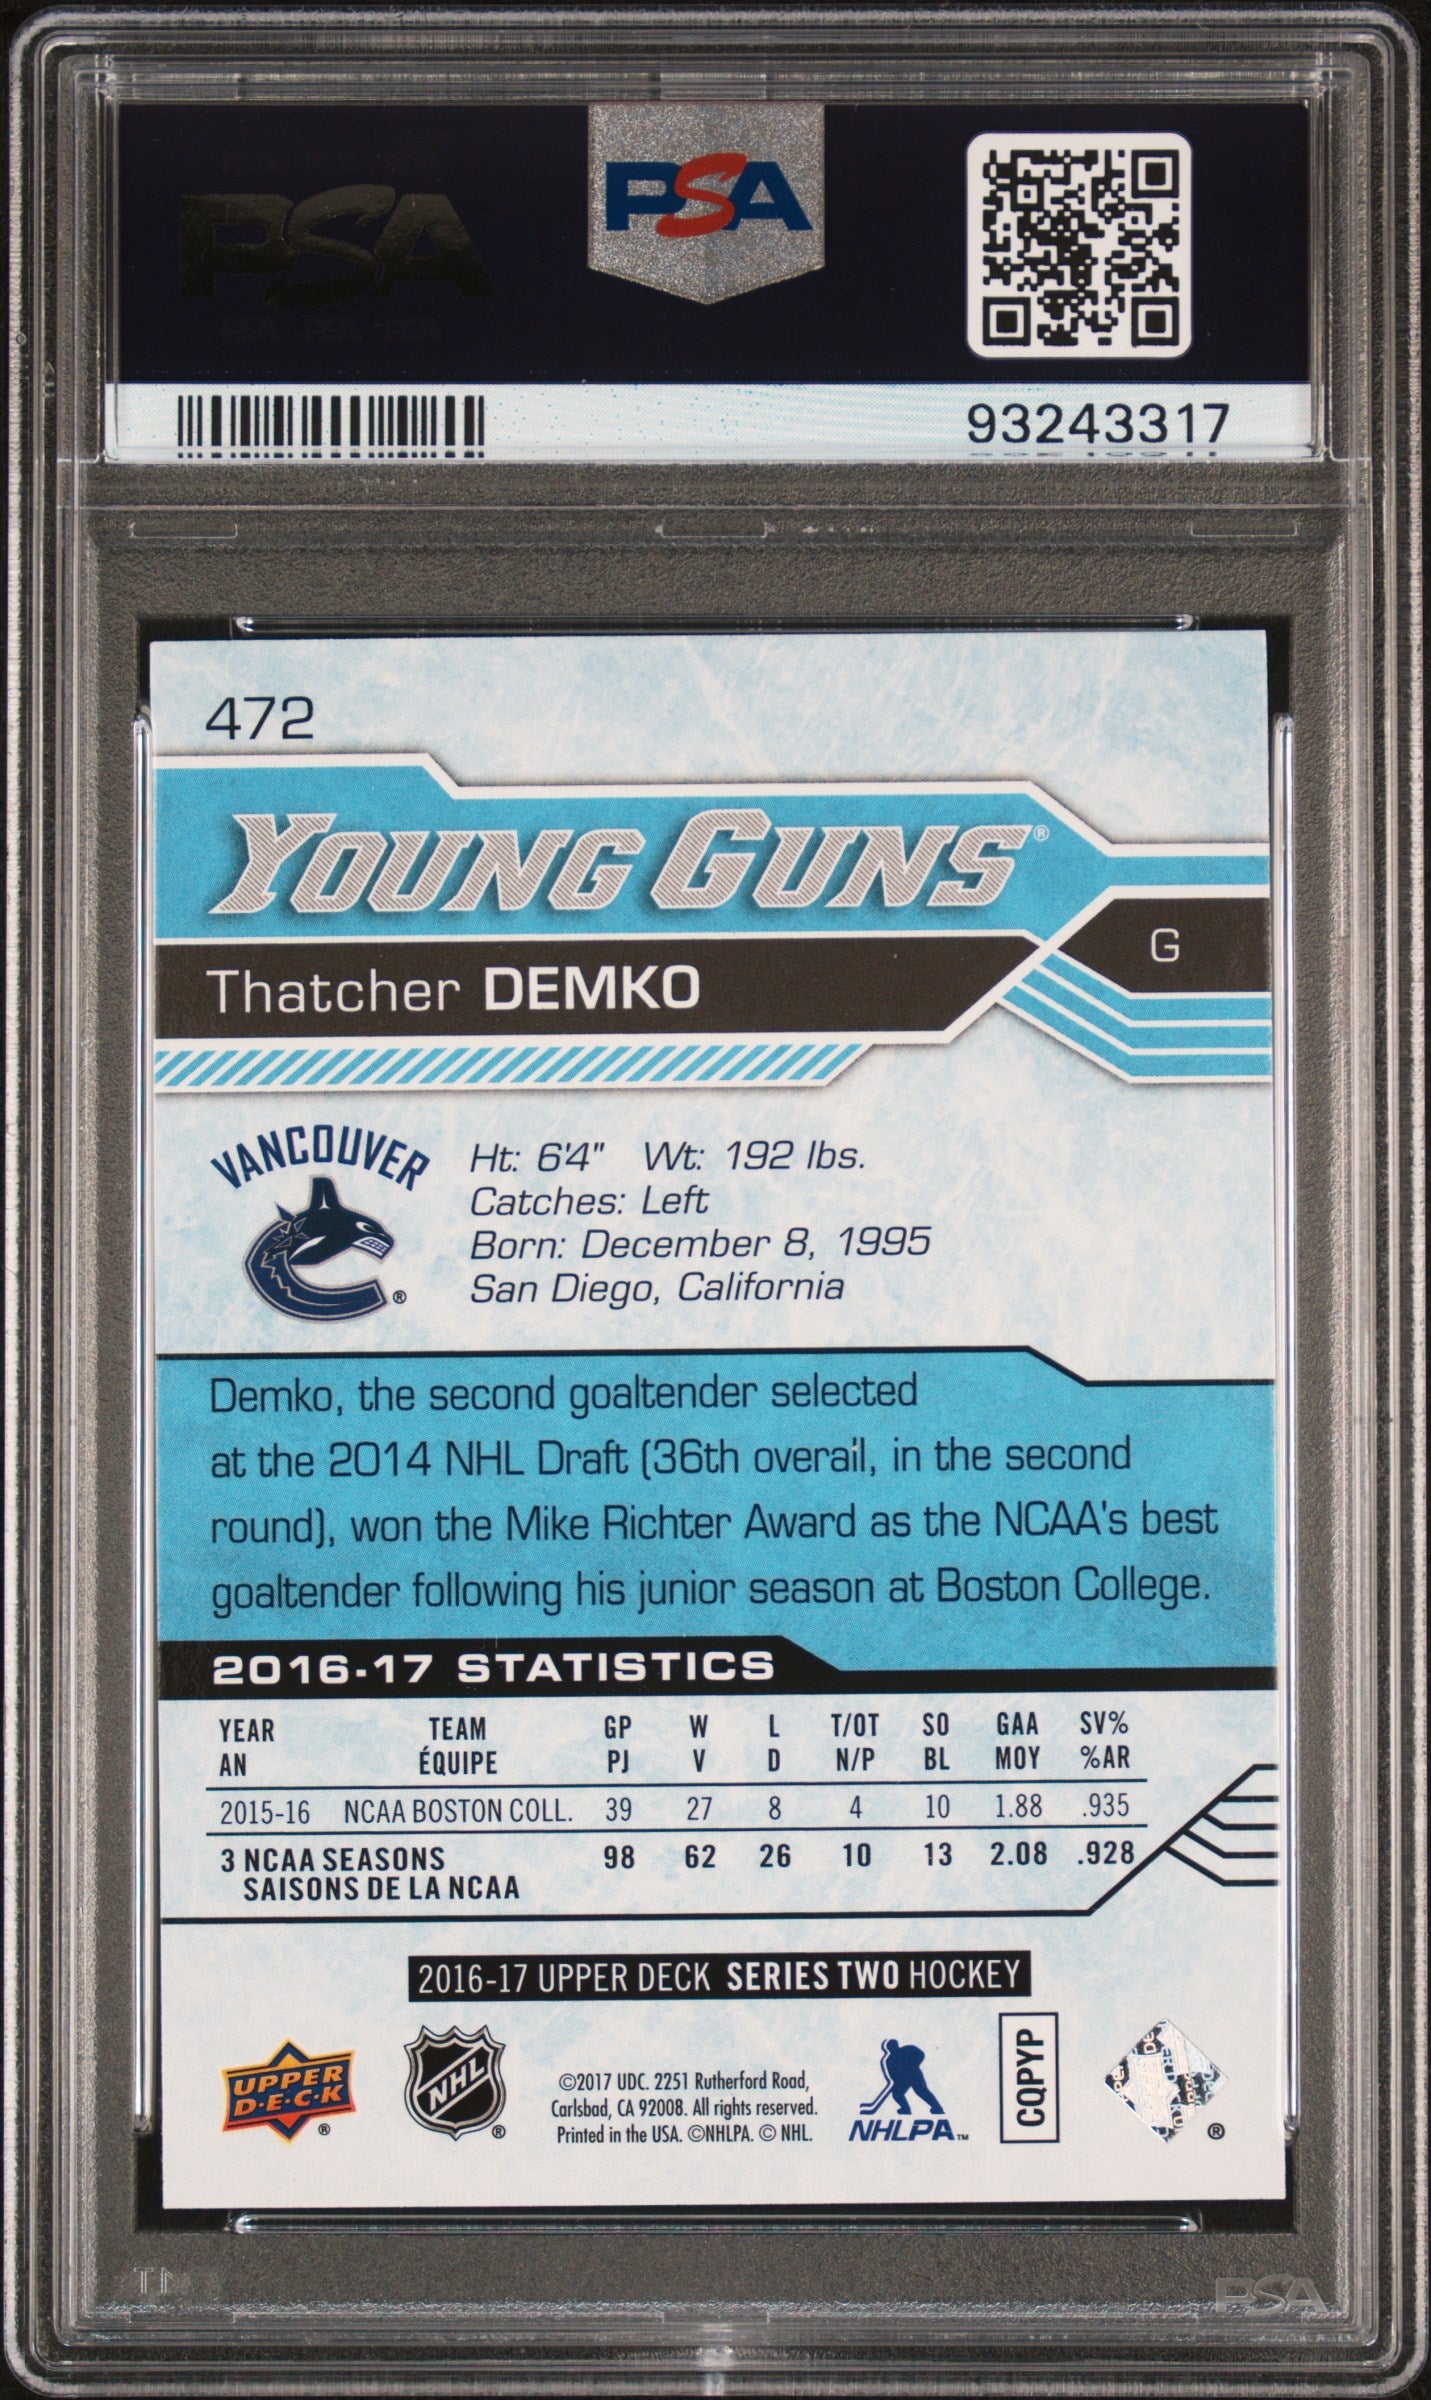 PSA
PSA
93243317
472
YOUNG GUNS®
G
Thatcher DEMKO
VANCOUVER
®
Ht: 6'4" Wt: 192 lbs.
Catches: Left
Born: December 8, 1995
San Diego, California
Demko, the second goaltender selected
at the 2014 NHL Draft (36th overall, in the second
round), won the Mike Richter Award as the NCAA's best
goaltender following his junior season at Boston College.
2016-17 STATISTICS
YEAR TEAM GP W L T/OT SO GAA SV%
AN ÉQUIPE PJ V D N/P BL MOY %AR
2015-16 NCAA BOSTON COLL. 39 27 8 4 10 1.88 .935
3 NCAA SEASONS 98 62 26 10 13 2.08 .928
SAISONS DE LA NCAA
2016-17 UPPER DECK SERIES TWO HOCKEY
UPPER
D·E·C·K
®
NHL
®
©2017 UDC. 2251 Rutherford Road,
Carlsbad, CA 92008. All rights reserved.
Printed in the USA. ©NHLPA. © NHL.
NHLPA™
CQPYP
®
PSA